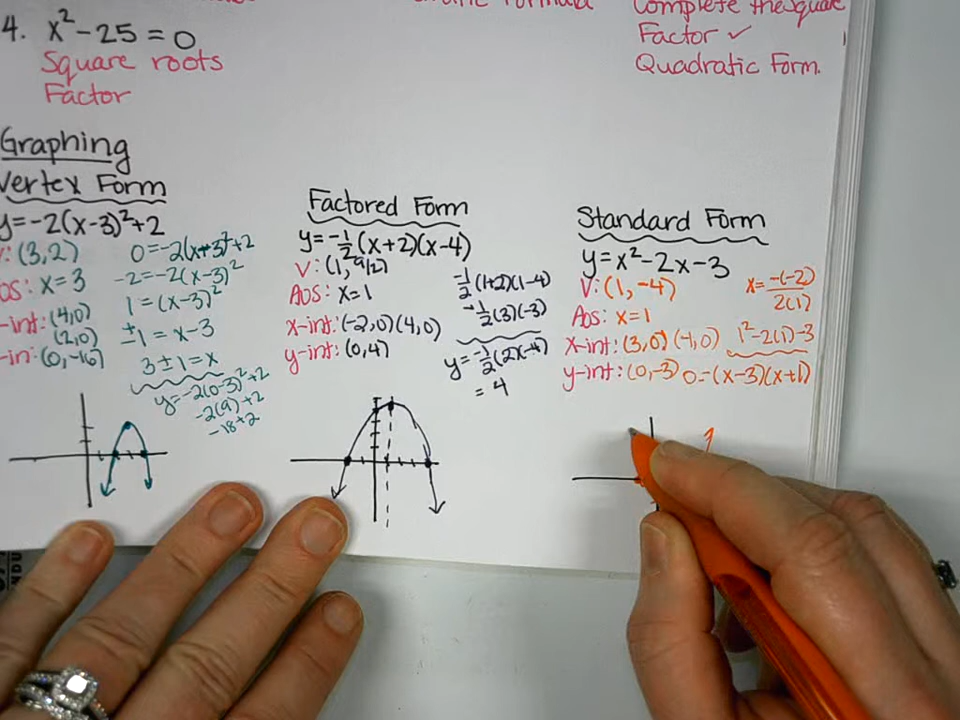 Complete the Square
4. x² - 25 = 0
Factor ✓
Square roots
Quadratic Form.
Factor
Graphing
Vertex Form
y = -2(x-3)² + 2
: (3,2)
os: x = 3
-int: (4,0)
(2,0)
-in: (0,-16)
0 = -2(x-3)² + 2
-2 = -2(x-3)²
1 = (x-3)²
±1 = x-3
3 ± 1 = x
y = -2(0-3)² + 2
-2(9) + 2
-18 + 2
Factored Form
y = -1/2 (x+2)(x-4)
V: (1, 9/2)
AOS: x = 1
x-int: (-2,0) (4,0)
y-int: (0,4)
-1/2 (1+2)(1-4)
-1/2 (3)(-3)
y = -1/2 (2)(-4)
= 4
Standard Form
y = x² - 2x - 3
V: (1, -4)
AOS: x = 1
x-int: (3,0) (-1,0)
y-int: (0,-3)
x = -(-2)/2(1)
1² - 2(1) - 3
0 = (x-3)(x+1)